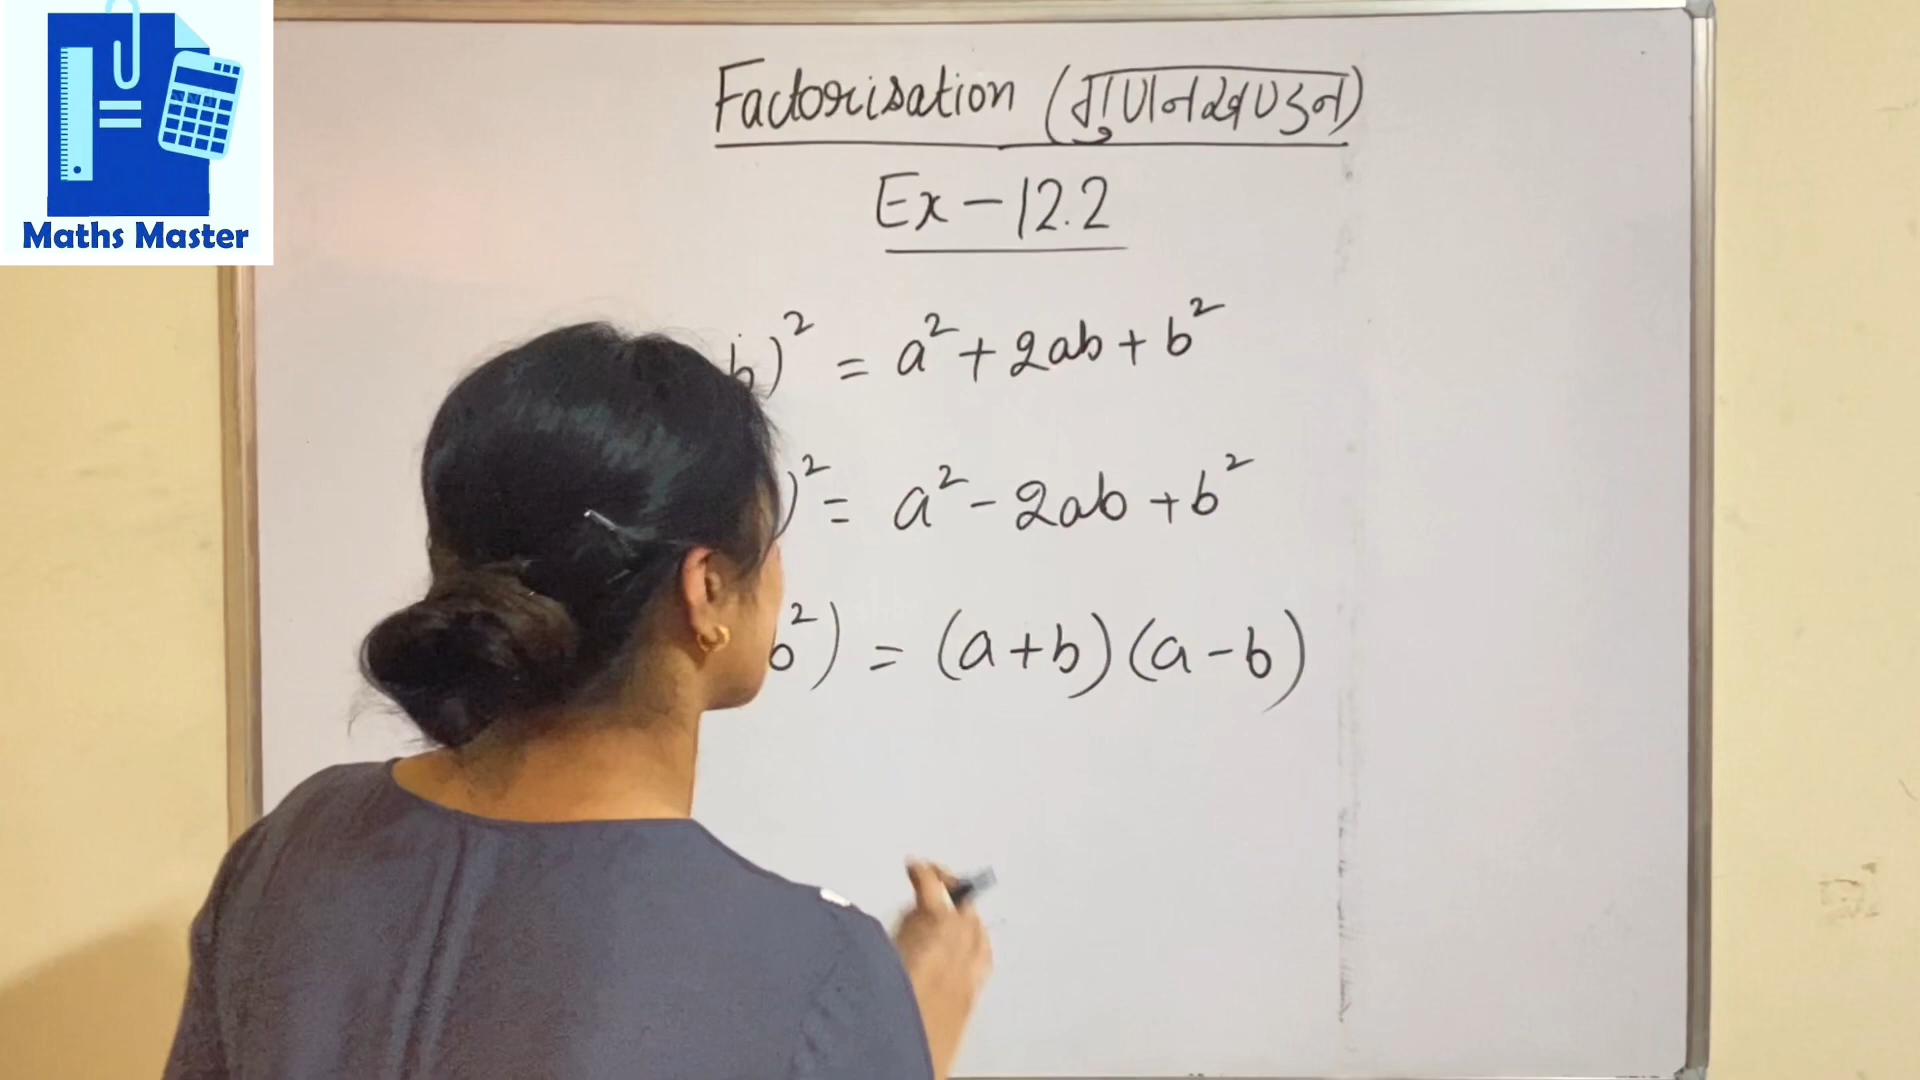 Maths Master
Factorisation (गुणनखण्डन)
Ex - 12.2
b)² = a² + 2ab + b²
)² = a² - 2ab + b²
b²) = (a+b)(a-b)